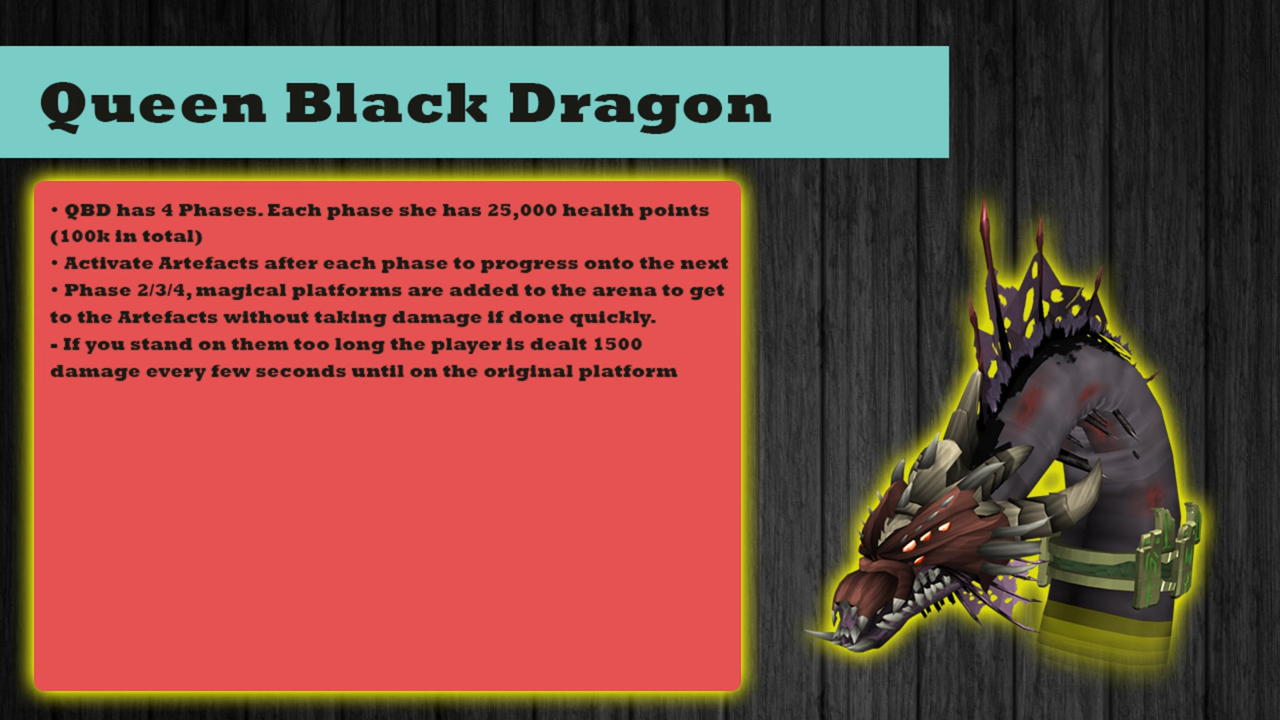 Queen Black Dragon
• QBD has 4 Phases. Each phase she has 25,000 health points
(100k in total)
• Activate Artefacts after each phase to progress onto the next
• Phase 2/3/4, magical platforms are added to the arena to get
to the Artefacts without taking damage if done quickly.
- If you stand on them too long the player is dealt 1500
damage every few seconds until on the original platform